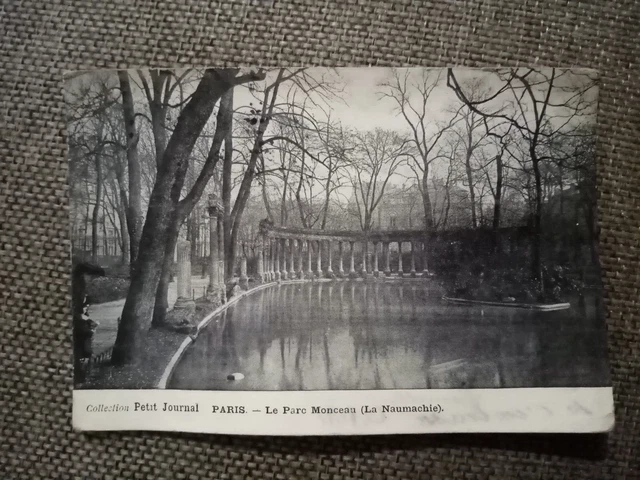 Collection Petit Journal PARIS. — Le Parc Monceau (La Naumachie).